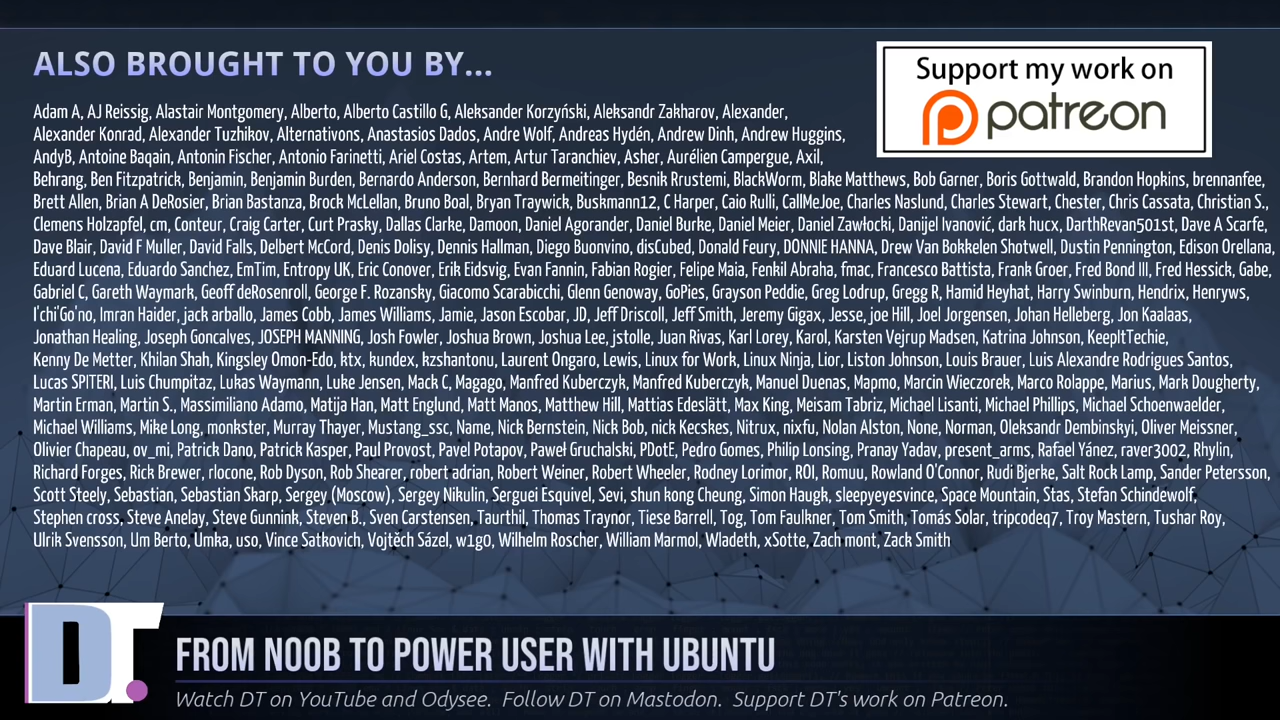 ALSO BROUGHT TO YOU BY...
Support my work on
patreon
Adam A, AJ Reissig, Alastair Montgomery, Alberto, Alberto Castillo G, Aleksander Korzyński, Aleksandr Zakharov, Alexander,
Alexander Konrad, Alexander Tuzhikov, Alternativons, Anastasios Dados, Andre Wolf, Andreas Hydén, Andrew Dinh, Andrew Huggins,
AndyB, Antoine Baqain, Antonin Fischer, Antonio Farinetti, Ariel Costas, Artem, Artur Taranchiev, Asher, Aurélien Campergue, Axil,
Behrang, Ben Fitzpatrick, Benjamin, Benjamin Burden, Bernardo Anderson, Bernhard Bermeitinger, Besnik Rrustemi, BlackWorm, Blake Matthews, Bob Garner, Boris Gottwald, Brandon Hopkins, brennanfee,
Brett Allen, Brian A DeRosier, Brian Bastanza, Brock McLellan, Bruno Boal, Bryan Traywick, Buskmann12, C Harper, Caio Rulli, CallMeJoe, Charles Naslund, Charles Stewart, Chester, Chris Cassata, Christian S.,
Clemens Holzapfel, cm, Conteur, Craig Carter, Curt Prasky, Dallas Clarke, Damoon, Daniel Agorander, Daniel Burke, Daniel Meier, Daniel Zawłocki, Danijel Ivanović, dark hucx, DarthRevan501st, Dave A Scarfe,
Dave Blair, David F Muller, David Falls, Delbert McCord, Denis Dolisy, Dennis Hallman, Diego Buonvino, disCubed, Donald Feury, DONNIE HANNA, Drew Van Bokkelen Shotwell, Dustin Pennington, Edison Orellana,
Eduard Lucena, Eduardo Sanchez, EmTim, Entropy UK, Eric Conover, Erik Eidsvig, Evan Fannin, Fabian Rogier, Felipe Maia, Fenkil Abraha, fmac, Francesco Battista, Frank Groer, Fred Bond III, Fred Hessick, Gabe,
Gabriel C, Gareth Waymark, Geoff deRosenroll, George F. Rozansky, Giacomo Scarabicchi, Glenn Genoway, GoPies, Grayson Peddie, Greg Lodrup, Gregg R, Hamid Heyhat, Harry Swinburn, Hendrix, Henryws,
I'chi'Go'no, Imran Haider, jack arballo, James Cobb, James Williams, Jamie, Jason Escobar, JD, Jeff Driscoll, Jeff Smith, Jeremy Gigax, Jesse, joe Hill, Joel Jorgensen, Johan Helleberg, Jon Kaalaas,
Jonathan Healing, Joseph Goncalves, JOSEPH MANNING, Josh Fowler, Joshua Brown, Joshua Lee, jstolle, Juan Rivas, Karl Lorey, Karol, Karsten Vejrup Madsen, Katrina Johnson, KeepItTechie,
Kenny De Metter, Khilan Shah, Kingsley Omon-Edo, ktx, kundex, kzshantonu, Laurent Ongaro, Lewis, Linux for Work, Linux Ninja, Lior, Liston Johnson, Louis Brauer, Luis Alexandre Rodrigues Santos,
Lucas SPITERI, Luis Chumpitaz, Lukas Waymann, Luke Jensen, Mack C, Magago, Manfred Kuberczyk, Manfred Kuberczyk, Manuel Duenas, Mapmo, Marcin Wieczorek, Marco Rolappe, Marius, Mark Dougherty,
Martin Erman, Martin S., Massimiliano Adamo, Matija Han, Matt Englund, Matt Manos, Matthew Hill, Mattias Edeslätt, Max King, Meisam Tabriz, Michael Lisanti, Michael Phillips, Michael Schoenwaelder,
Michael Williams, Mike Long, monkster, Murray Thayer, Mustang_ssc, Name, Nick Bernstein, Nick Bob, nick Kecskes, Nitrux, nixfu, Nolan Alston, None, Norman, Oleksandr Dembinskyi, Oliver Meissner,
Olivier Chapeau, ov_mi, Patrick Dano, Patrick Kasper, Paul Provost, Pavel Potapov, Paweł Gruchalski, PDotE, Pedro Gomes, Philip Lonsing, Pranay Yadav, present_arms, Rafael Yánez, raver3002, Rhylin,
Richard Forges, Rick Brewer, rlocone, Rob Dyson, Rob Shearer, robert adrian, Robert Weiner, Robert Wheeler, Rodney Lorimor, ROI, Romuu, Rowland O'Connor, Rudi Bjerke, Salt Rock Lamp, Sander Petersson,
Scott Steely, Sebastian, Sebastian Skarp, Sergey (Moscow), Sergey Nikulin, Serguei Esquivel, Sevi, shun kong Cheung, Simon Haugk, sleepyeyesvince, Space Mountain, Stas, Stefan Schindewolf,
Stephen cross, Steve Anelay, Steve Gunnink, Steven B., Sven Carstensen, Taurthil, Thomas Traynor, Tiese Barrell, Tog, Tom Faulkner, Tom Smith, Tomás Solar, tripcodeq7, Troy Mastern, Tushar Roy,
Ulrik Svensson, Um Berto, Umka, uso, Vince Satkovich, Vojtěch Sázel, w1g0, Wilhelm Roscher, William Marmol, Wladeth, xSotte, Zach mont, Zack Smith
DT.
FROM NOOB TO POWER USER WITH UBUNTU
Watch DT on YouTube and Odysee. Follow DT on Mastodon. Support DT's work on Patreon.